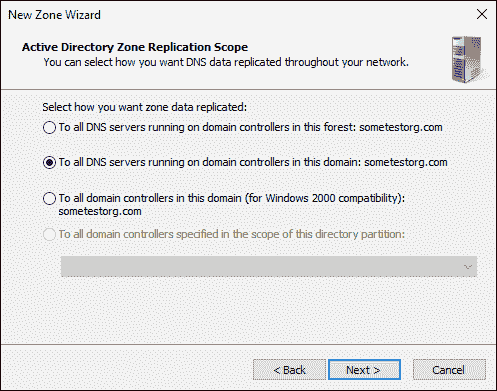 New Zone Wizard
Active Directory Zone Replication Scope
You can select how you want DNS data replicated throughout your network.
Select how you want zone data replicated:
To all DNS servers running on domain controllers in this forest: sometestorg.com
To all DNS servers running on domain controllers in this domain: sometestorg.com
To all domain controllers in this domain (for Windows 2000 compatibility):
sometestorg.com
To all domain controllers specified in the scope of this directory partition:
< Back
Next >
Cancel